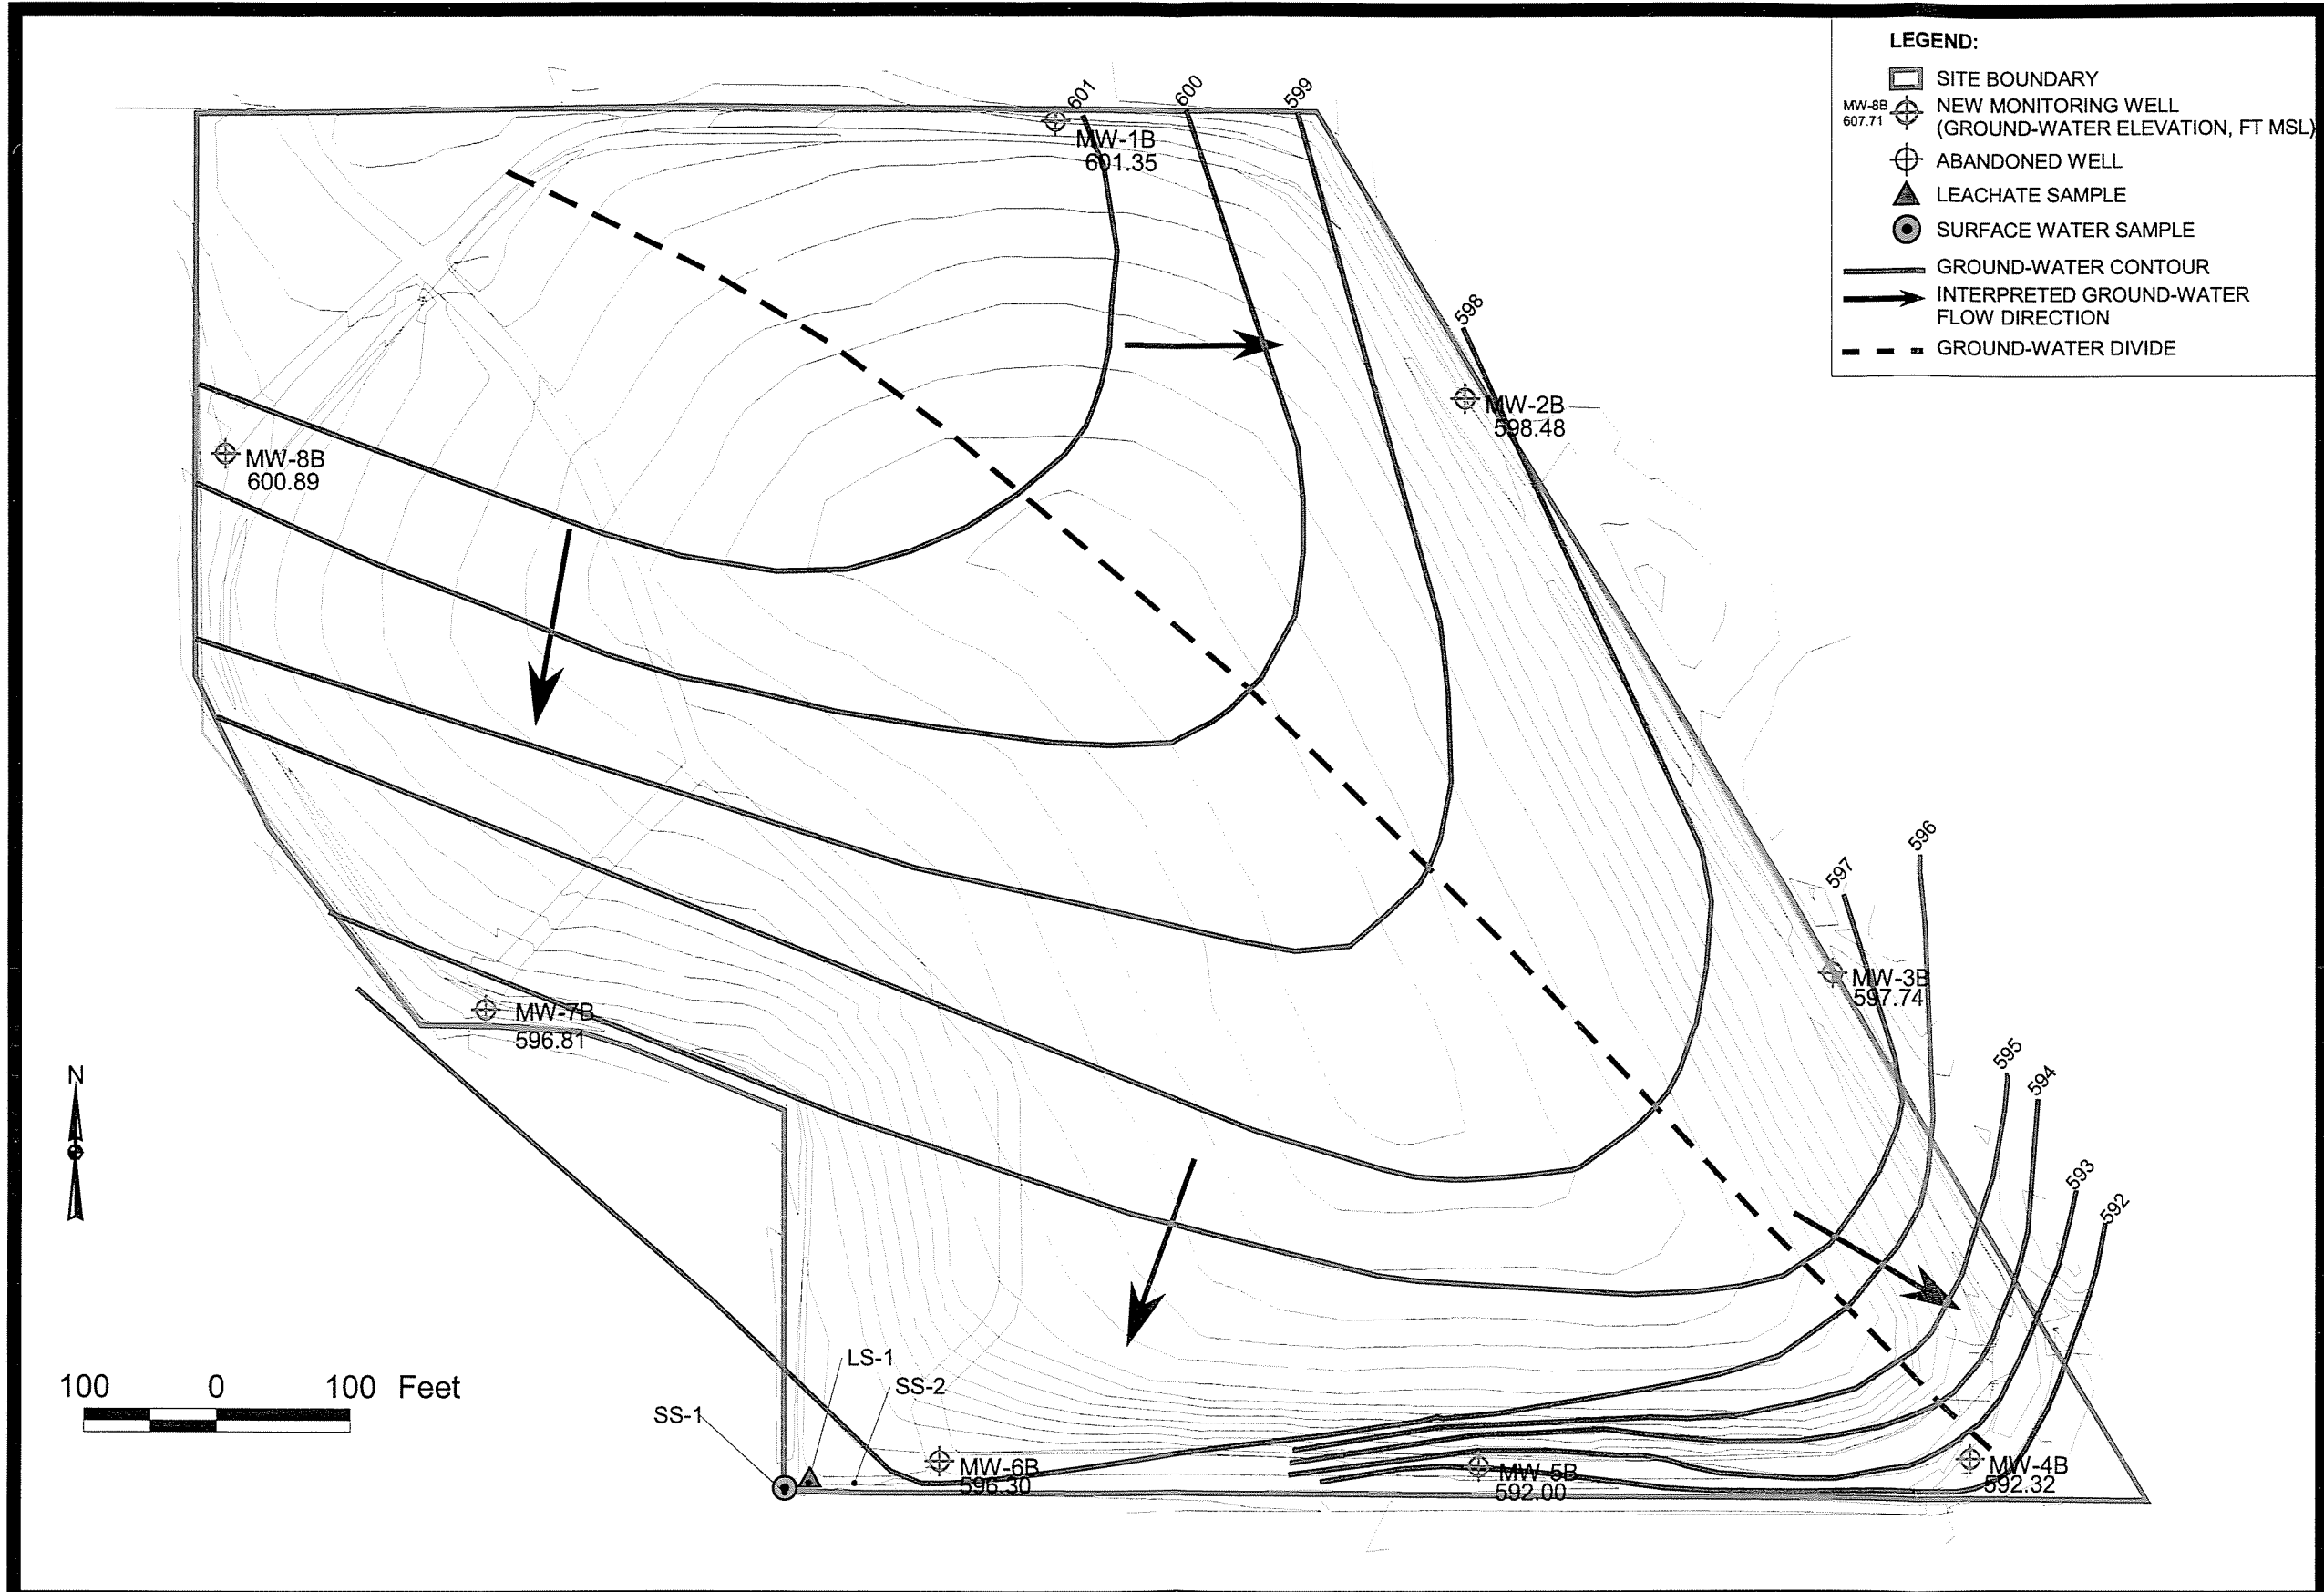 LEGEND:
SITE BOUNDARY
MW-8B
607.71
NEW MONITORING WELL
(GROUND-WATER ELEVATION, FT MSL)
ABANDONED WELL
LEACHATE SAMPLE
SURFACE WATER SAMPLE
GROUND-WATER CONTOUR
INTERPRETED GROUND-WATER
FLOW DIRECTION
GROUND-WATER DIVIDE
601
600
599
MW-1B
601.35
598
MW-2B
598.48
MW-8B
600.89
596
597
MW-3B
597.74
MW-7B
596.81
595
594
593
592
N
LS-1
SS-2
SS-1
100 0 100 Feet
MW-6B
596.30
MW-5B
592.00
MW-4B
592.32